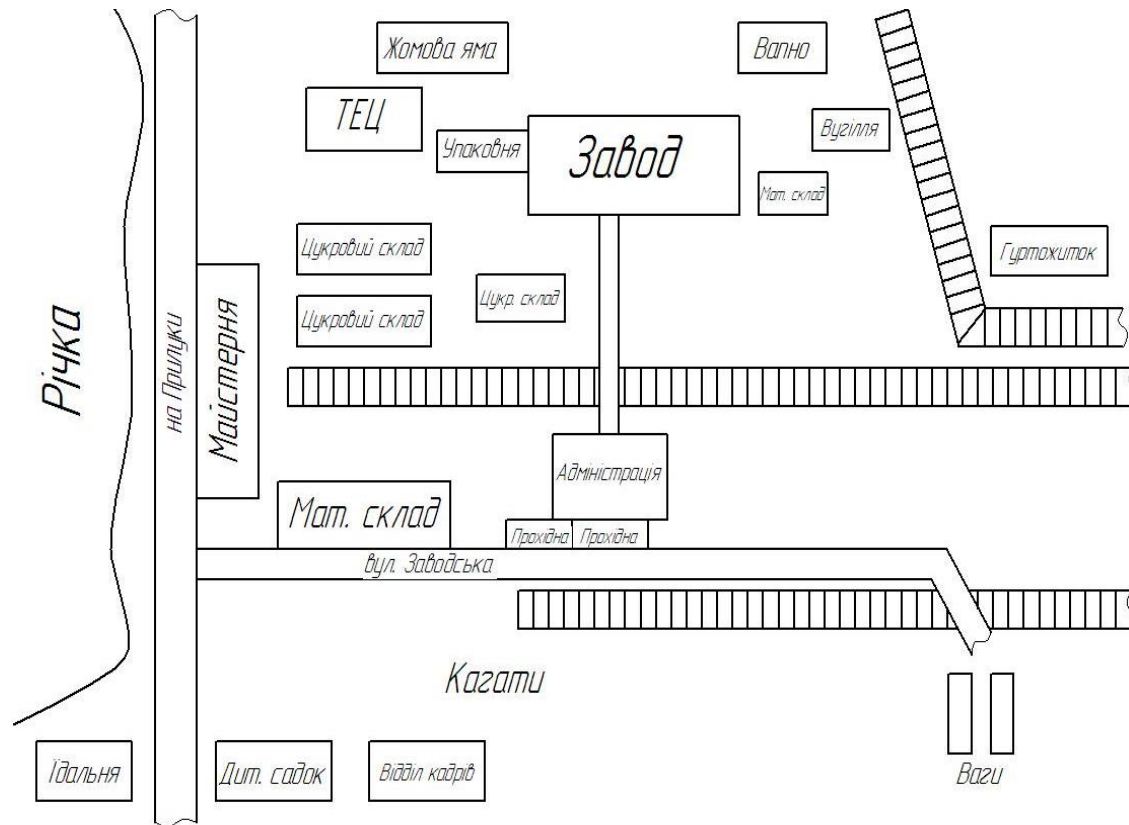 Жомова яма
Вапно
ТЕЦ
Вугілля
Упаковня
Завод
Мат. склад
Цукровий склад
Гуртожиток
Цукр. склад
Цукровий склад
Річка
на Прилуки
Майстерня
Адміністрація
Мат. склад
Прохідна
Прохідна
вул. Заводська
Кагати
Їдальня
Дит. садок
Відділ кадрів
Ваги